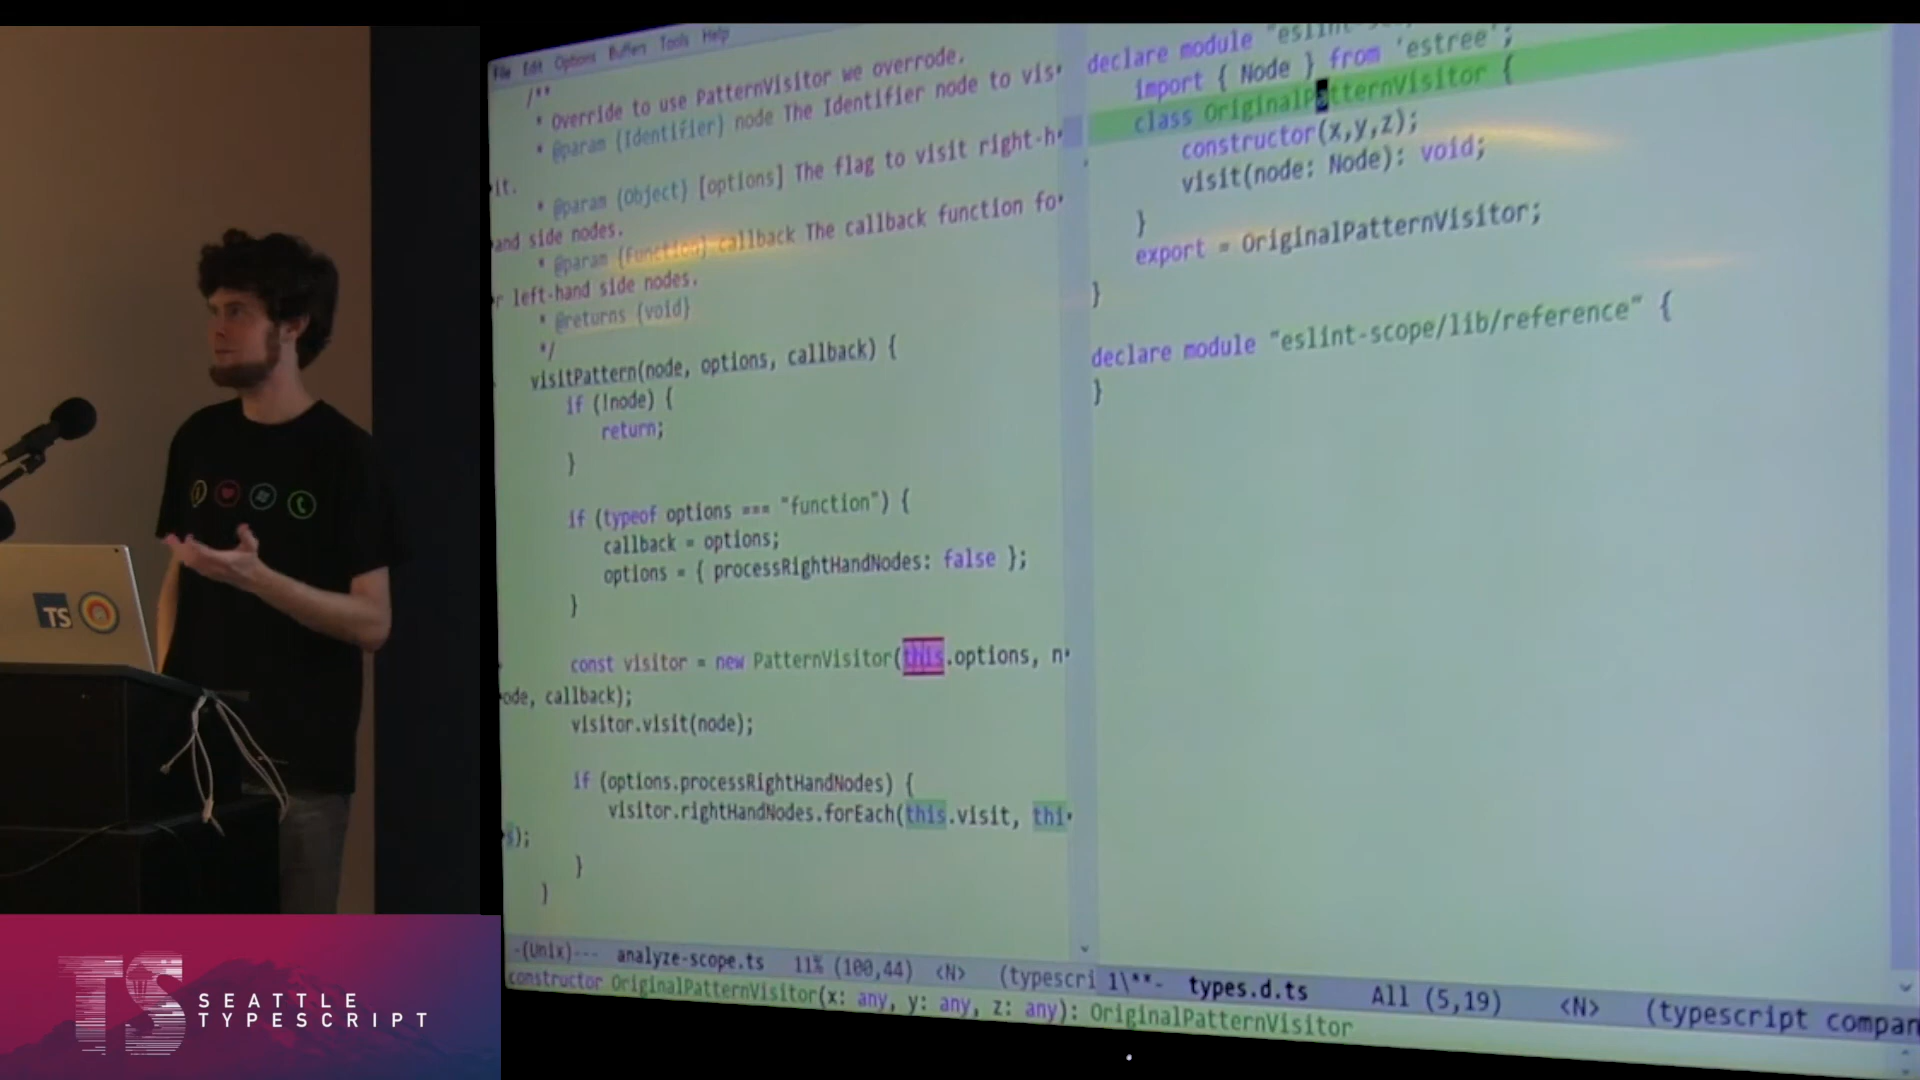 File Edit Options Buffers Tools Help
/**
* Override to use PatternVisitor we overrode.
* @param {Identifier} node The Identifier node to vis
it.
* @param {Object} [options] The flag to visit right-h
and side nodes.
* @param {Function} callback The callback function fo
r left-hand side nodes.
* @returns {void}
*/
visitPattern(node, options, callback) {
if (!node) {
return;
}
if (typeof options === "function") {
callback = options;
options = { processRightHandNodes: false };
}
const visitor = new PatternVisitor(this.options, n
ode, callback);
visitor.visit(node);
if (options.processRightHandNodes) {
visitor.rightHandNodes.forEach(this.visit, thi
s);
}
}
-(Unix)--- analyze-scope.ts 11% (100,44) <N> (typescri
declare module
import { Node } from 'estree';
class OriginalPatternVisitor {
constructor(x,y,z);
visit(node: Node): void;
}
export = OriginalPatternVisitor;
}
declare module "eslint-scope/lib/reference" {
}
1\**- types.d.ts All (5,19) <N> (typescript compan
constructor OriginalPatternVisitor(x: any, y: any, z: any): OriginalPatternVisitor
TS
TS
SEATTLE
TYPESCRIPT